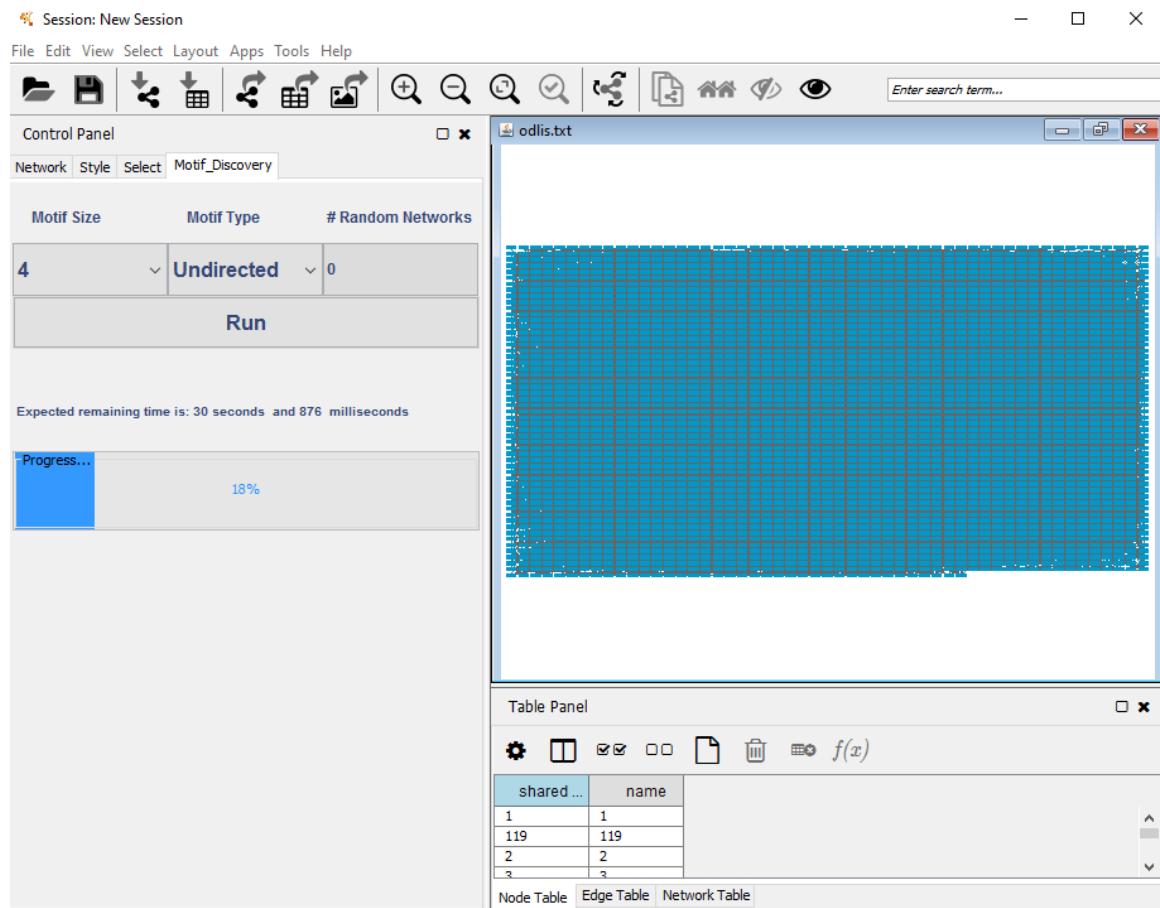 Session: New Session
File Edit View Select Layout Apps Tools Help
Enter search term...
Control Panel
Network Style Select Motif_Discovery
Motif Size Motif Type # Random Networks
4 Undirected 0
Run
Expected remaining time is: 30 seconds and 876 milliseconds
Progress...
18%
odlis.txt
Table Panel
f(x)
shared ... name
1 1
119 119
2 2
3 3
Node Table Edge Table Network Table